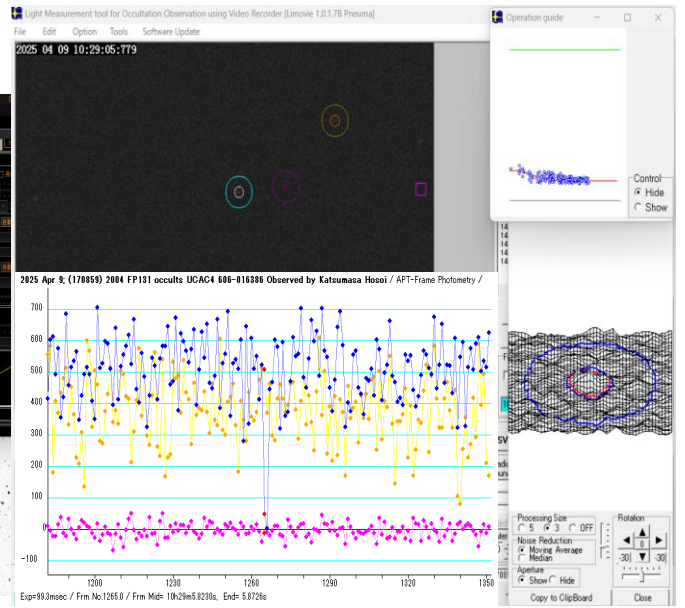 Light Measurement tool for Occultation Observation using Video Recorder [Limovie 1.0.1.7B Pneuma]
File Edit Option Tools Software Update
2025 04 09 10:29:05:779
Operation guide
Control
Hide
Show
2025 Apr 9; (170859) 2004 FP131 occults UCAC4 606-016386 Observed by Katsumasa Hosoi / APT-Frame Photometry /
700
600
500
400
300
200
100
0
-100
1200 1230 1260 1290 1320 1350
Exp=99.3msec / Frm No.1265.0 / Frm Mid= 10h29m5.8230s, End= 5.8726s
Processing Size
5 3 OFF
Noise Reduction
Moving Average
Median
Aperture
Show Hide
Rotation
0
-30 -30
Copy to ClipBoard
Close